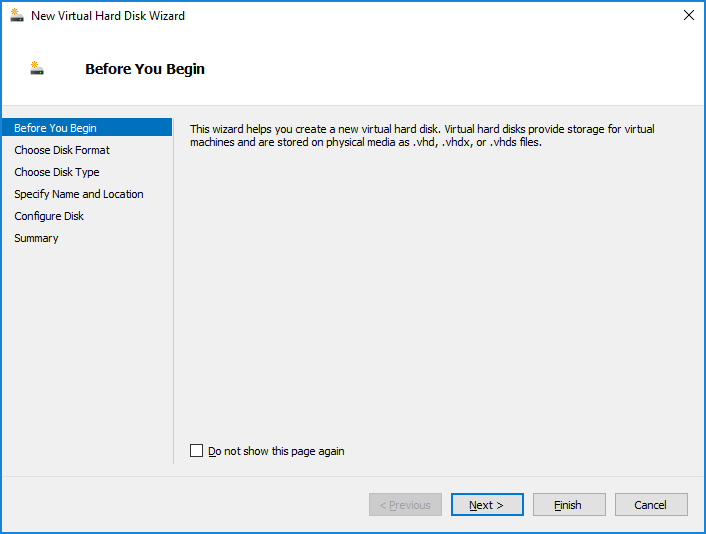 New Virtual Hard Disk Wizard
Before You Begin
Before You Begin
Choose Disk Format
Choose Disk Type
Specify Name and Location
Configure Disk
Summary
This wizard helps you create a new virtual hard disk. Virtual hard disks provide storage for virtual
machines and are stored on physical media as .vhd, .vhdx, or .vhds files.
Do not show this page again
< Previous
Next >
Finish
Cancel